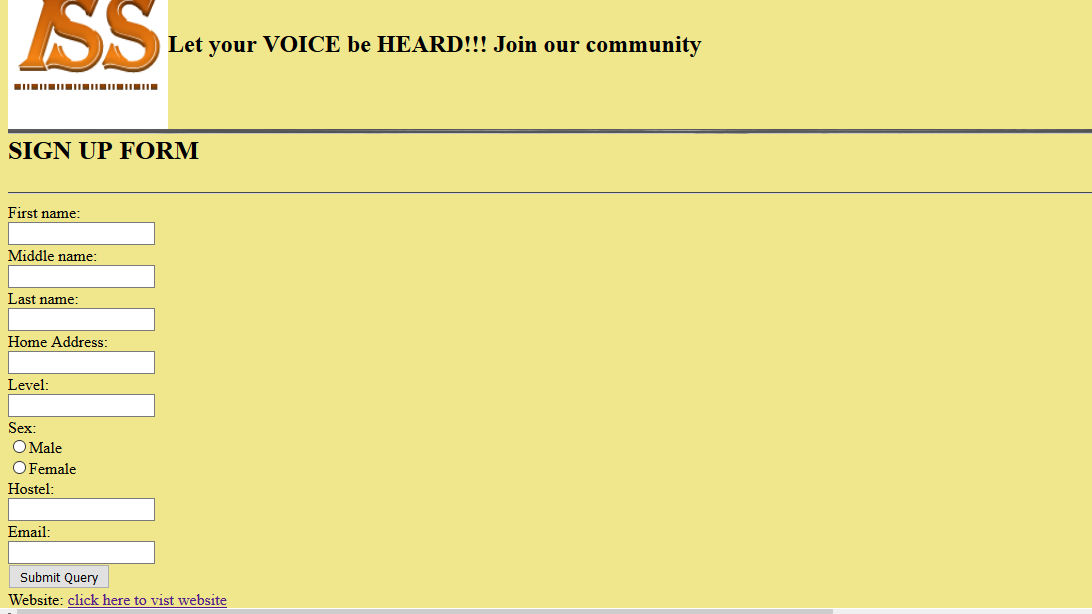 ISS
Let your VOICE be HEARD!!! Join our community
SIGN UP FORM
First name:
Middle name:
Last name:
Home Address:
Level:
Sex:
Male
Female
Hostel:
Email:
Submit Query
Website: click here to vist website